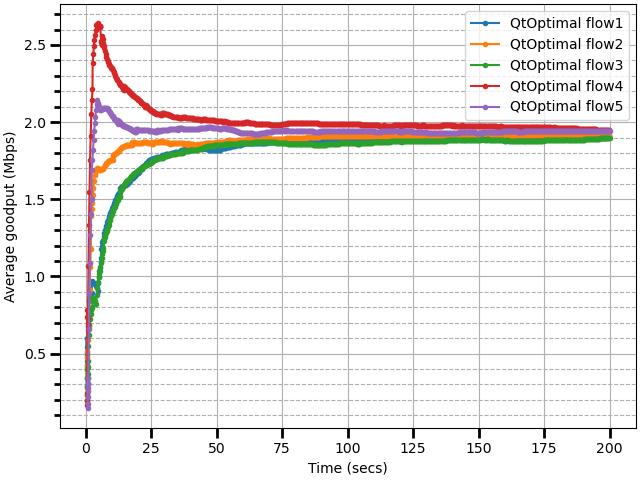 QtOptimal flow1
QtOptimal flow2
QtOptimal flow3
QtOptimal flow4
QtOptimal flow5
2.5
2.0
1.5
1.0
0.5
Average goodput (Mbps)
0 25 50 75 100 125 150 175 200
Time (secs)